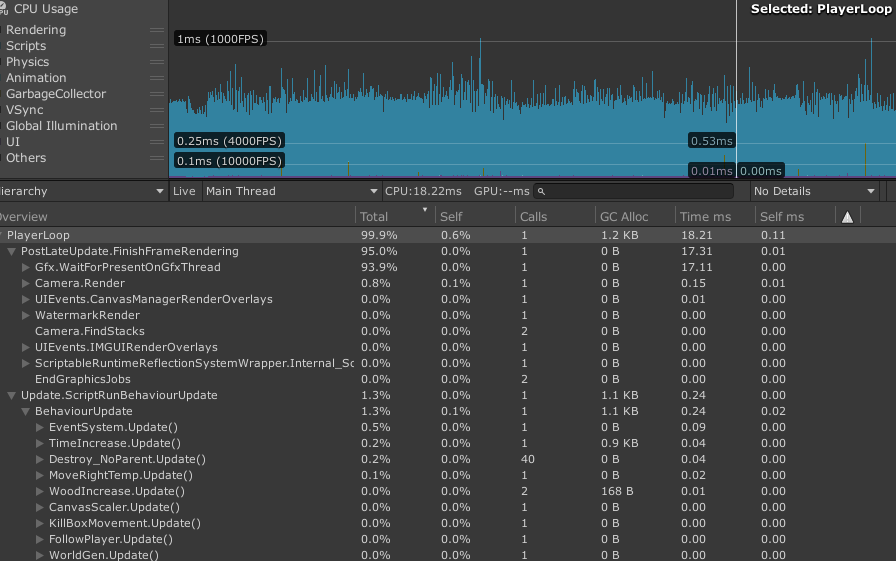 CPU Usage
Selected: PlayerLoop
Rendering
Scripts
Physics
Animation
GarbageCollector
VSync
Global Illumination
UI
Others
1ms (1000FPS)
0.25ms (4000FPS)
0.1ms (10000FPS)
0.53ms
0.01ms
0.00ms
ierarchy Live Main Thread CPU:18.22ms GPU:--ms No Details
Overview Total Self Calls GC Alloc Time ms Self ms
PlayerLoop 99.9% 0.6% 1 1.2 KB 18.21 0.11
PostLateUpdate.FinishFrameRendering 95.0% 0.0% 1 0 B 17.31 0.01
Gfx.WaitForPresentOnGfxThread 93.9% 0.0% 1 0 B 17.11 0.00
Camera.Render 0.8% 0.1% 1 0 B 0.15 0.01
UIEvents.CanvasManagerRenderOverlays 0.0% 0.0% 1 0 B 0.01 0.00
WatermarkRender 0.0% 0.0% 1 0 B 0.00 0.00
Camera.FindStacks 0.0% 0.0% 2 0 B 0.00 0.00
UIEvents.IMGUIRenderOverlays 0.0% 0.0% 1 0 B 0.00 0.00
ScriptableRuntimeReflectionSystemWrapper.Internal_Sc 0.0% 0.0% 1 0 B 0.00 0.00
EndGraphicsJobs 0.0% 0.0% 2 0 B 0.00 0.00
Update.ScriptRunBehaviourUpdate 1.3% 0.0% 1 1.1 KB 0.24 0.00
BehaviourUpdate 1.3% 0.1% 1 1.1 KB 0.24 0.02
EventSystem.Update() 0.5% 0.0% 1 0 B 0.09 0.00
TimeIncrease.Update() 0.2% 0.0% 1 0.9 KB 0.04 0.00
Destroy_NoParent.Update() 0.2% 0.0% 40 0 B 0.04 0.00
MoveRightTemp.Update() 0.1% 0.0% 1 0 B 0.02 0.00
WoodIncrease.Update() 0.0% 0.0% 2 168 B 0.01 0.00
CanvasScaler.Update() 0.0% 0.0% 1 0 B 0.00 0.00
KillBoxMovement.Update() 0.0% 0.0% 1 0 B 0.00 0.00
FollowPlayer.Update() 0.0% 0.0% 1 0 B 0.00 0.00
WorldGen.Update() 0.0% 0.0% 1 0 B 0.00 0.00